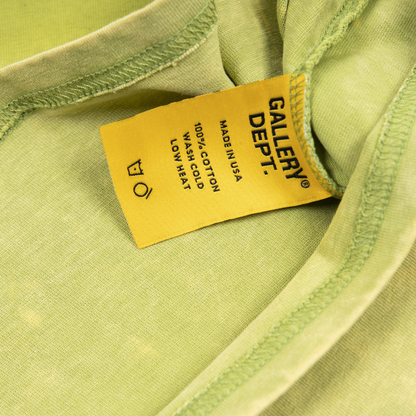 GALLERY®
DEPT.
MADE IN USA
100% COTTON
WASH COLD
LOW HEAT